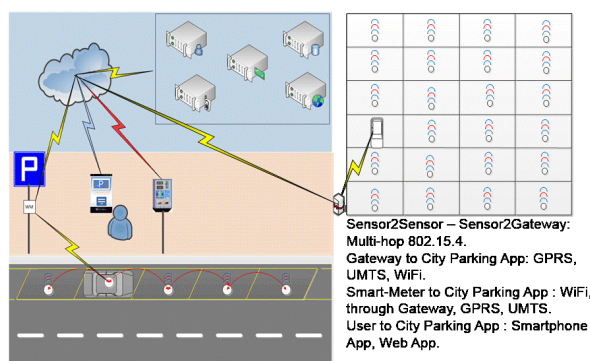 P
WM
P
Sensor2Sensor – Sensor2Gateway:
Multi-hop 802.15.4.
Gateway to City Parking App: GPRS,
UMTS, WiFi.
Smart-Meter to City Parking App : WiFi,
through Gateway, GPRS, UMTS.
User to City Parking App : Smartphone
App, Web App.